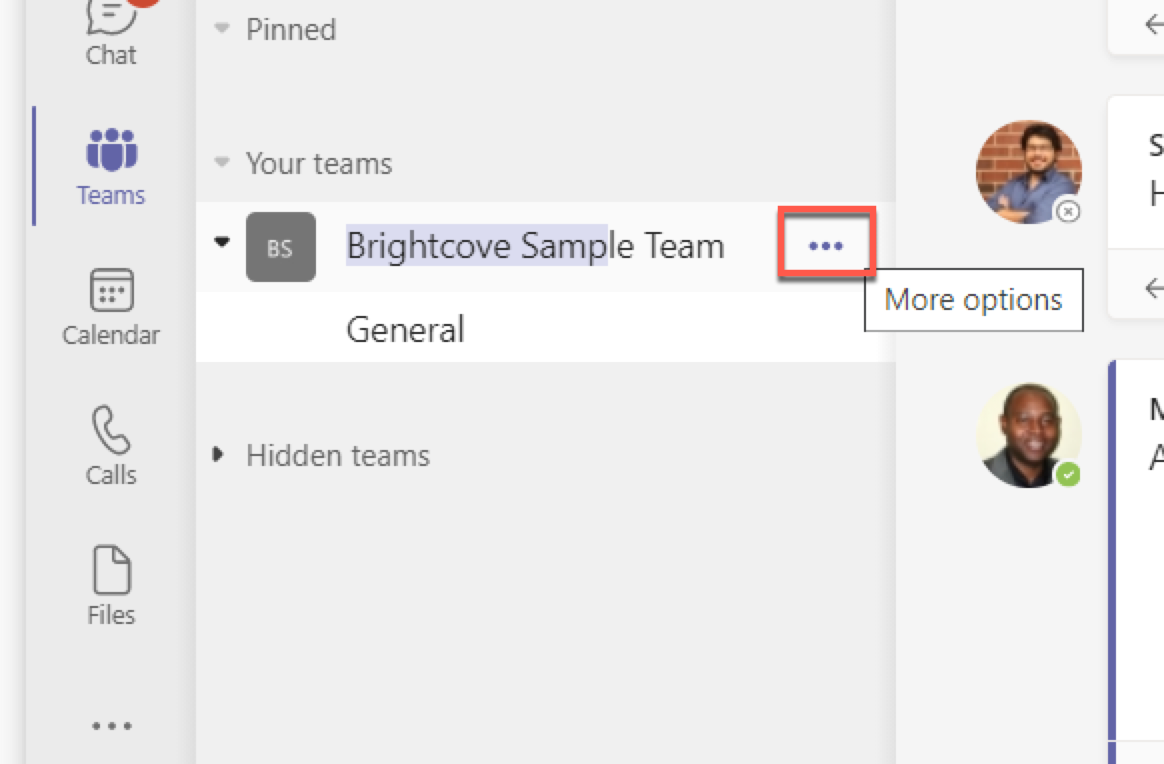 Chat
Teams
Calendar
Calls
Files
Pinned
Your teams
BS
Brightcove Sample Team
More options
General
Hidden teams